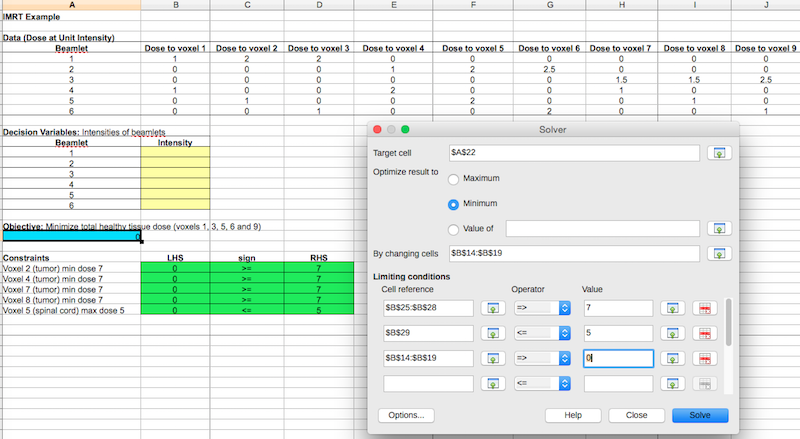 A B C D E F G H I J
IMRT Example
Data (Dose at Unit Intensity)
Beamlet Dose to voxel 1 Dose to voxel 2 Dose to voxel 3 Dose to voxel 4 Dose to voxel 5 Dose to voxel 6 Dose to voxel 7 Dose to voxel 8 Dose to voxel 9
1 1 2 2 0 0 0 0 0 0
2 0 0 0 1 2 2.5 0 0 0
3 0 0 0 0 0 0 1.5 1.5 2.5
4 1 0 0 2 0 0 1 0 0
5 0 1 0 0 2 0 0 1 0
6 0 0 1 0 0 2 0 0 1
Decision Variables: Intensities of beamlets
Beamlet Intensity
1
2
3
4
5
6
Objective: Minimize total healthy tissue dose (voxels 1, 3, 5, 6 and 9)
0
Constraints LHS sign RHS
Voxel 2 (tumor) min dose 7 0 >= 7
Voxel 4 (tumor) min dose 7 0 >= 7
Voxel 7 (tumor) min dose 7 0 >= 7
Voxel 8 (tumor) min dose 7 0 >= 7
Voxel 5 (spinal cord) max dose 5 0 <= 5
Solver
Target cell $A$22
Optimize result to Maximum
Minimum
Value of
By changing cells $B$14:$B$19
Limiting conditions
Cell reference Operator Value
$B$25:$B$28 => 7
$B$29 <= 5
$B$14:$B$19 => 0
<=
Options... Help Close Solve